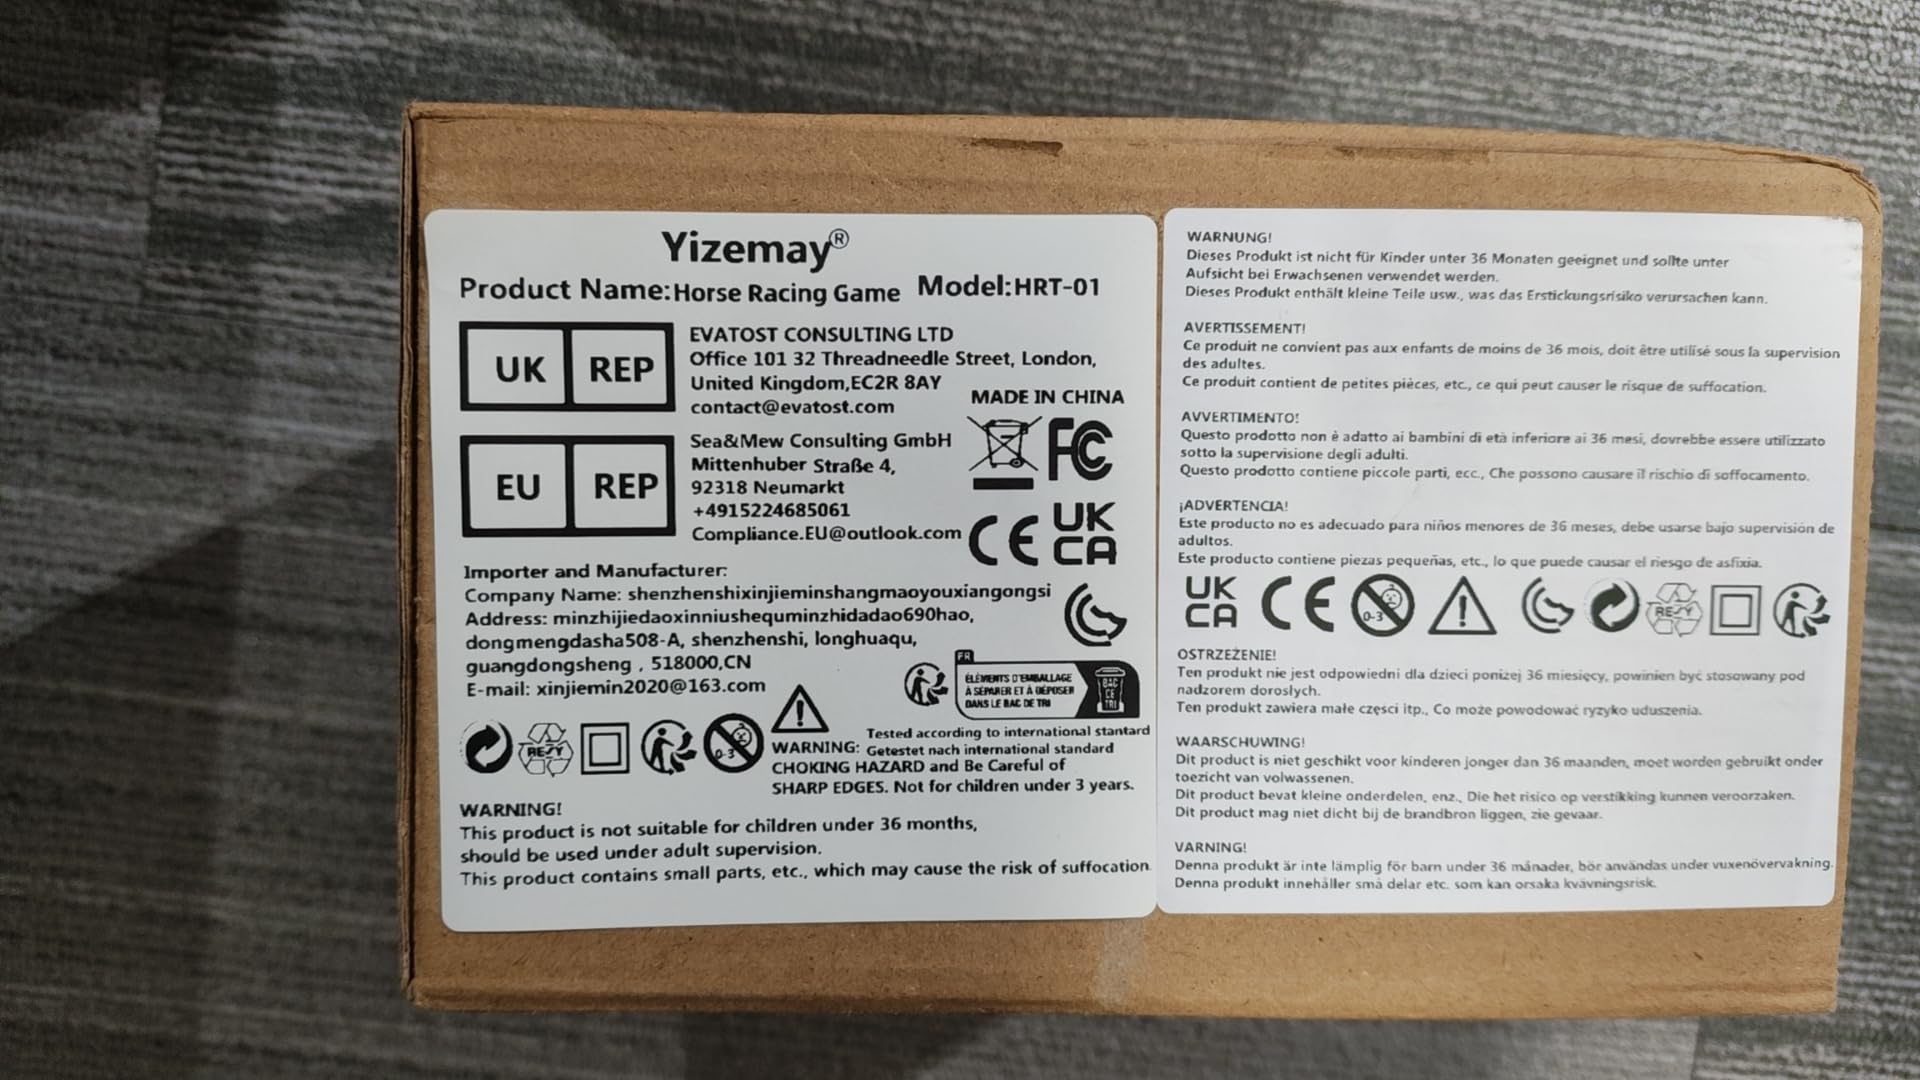 Yizemay®
Product Name:Horse Racing Game Model:HRT-01
UK REP
EVATOST CONSULTING LTD
Office 101 32 Threadneedle Street, London,
United Kingdom,EC2R 8AY
contact@evatost.com
MADE IN CHINA
EU REP
Sea&Mew Consulting GmbH
Mittenhuber Straße 4,
92318 Neumarkt
+4915224685061
Compliance.EU@outlook.com
FC
CE
UK
CA
Importer and Manufacturer:
Company Name: shenzhenshixinjieminshangmaoyouxiangongsi
Address: minzhijiedaoxinniushequminzhidadao690hao,
dongmengdasha508-A, shenzhenshi, longhuaqu,
guangdongsheng , 518000,CN
E-mail: xinjiemin2020@163.com
FR
ÉLÉMENTS D'EMBALLAGE
À SÉPARER ET À DÉPOSER
DANS LE BAC DE TRI
BAC
DE
TRI
RESY
0-3
Tested according to international stantard
WARNING: Getestet nach international standard
CHOKING HAZARD and Be Careful of
SHARP EDGES. Not for children under 3 years.
WARNING!
This product is not suitable for children under 36 months,
should be used under adult supervision.
This product contains small parts, etc., which may cause the risk of suffocation.
WARNUNG!
Dieses Produkt ist nicht für Kinder unter 36 Monaten geeignet und sollte unter
Aufsicht bei Erwachsenen verwendet werden.
Dieses Produkt enthält kleine Teile usw., was das Erstickungsrisiko verursachen kann.
AVERTISSEMENT!
Ce produit ne convient pas aux enfants de moins de 36 mois, doit être utilisé sous la supervision
des adultes.
Ce produit contient de petites pièces, etc., ce qui peut causer le risque de suffocation.
AVVERTIMENTO!
Questo prodotto non è adatto ai bambini di età inferiore ai 36 mesi, dovrebbe essere utilizzato
sotto la supervisione degli adulti.
Questo prodotto contiene piccole parti, ecc., Che possono causare il rischio di soffocamento.
¡ADVERTENCIA!
Este producto no es adecuado para niños menores de 36 meses, debe usarse bajo supervisión de
adultos.
Este producto contiene piezas pequeñas, etc., lo que puede causar el riesgo de asfixia.
UK
CA
CE
0-3
RESY
OSTRZEŻENIE!
Ten produkt nie jest odpowiedni dla dzieci poniżej 36 miesięcy, powinien być stosowany pod
nadzorem dorosłych.
Ten produkt zawiera małe części itp., Co może powodować ryzyko uduszenia.
WAARSCHUWING!
Dit product is niet geschikt voor kinderen jonger dan 36 maanden, moet worden gebruikt onder
toezicht van volwassenen.
Dit product bevat kleine onderdelen, enz., Die het risico op verstikking kunnen veroorzaken.
Dit product mag niet dicht bij de brandbron liggen, zie gevaar.
VARNING!
Denna produkt är inte lämplig för barn under 36 månader, bör användas under vuxenövervakning.
Denna produkt innehåller små delar etc. som kan orsaka kvävningsrisk.